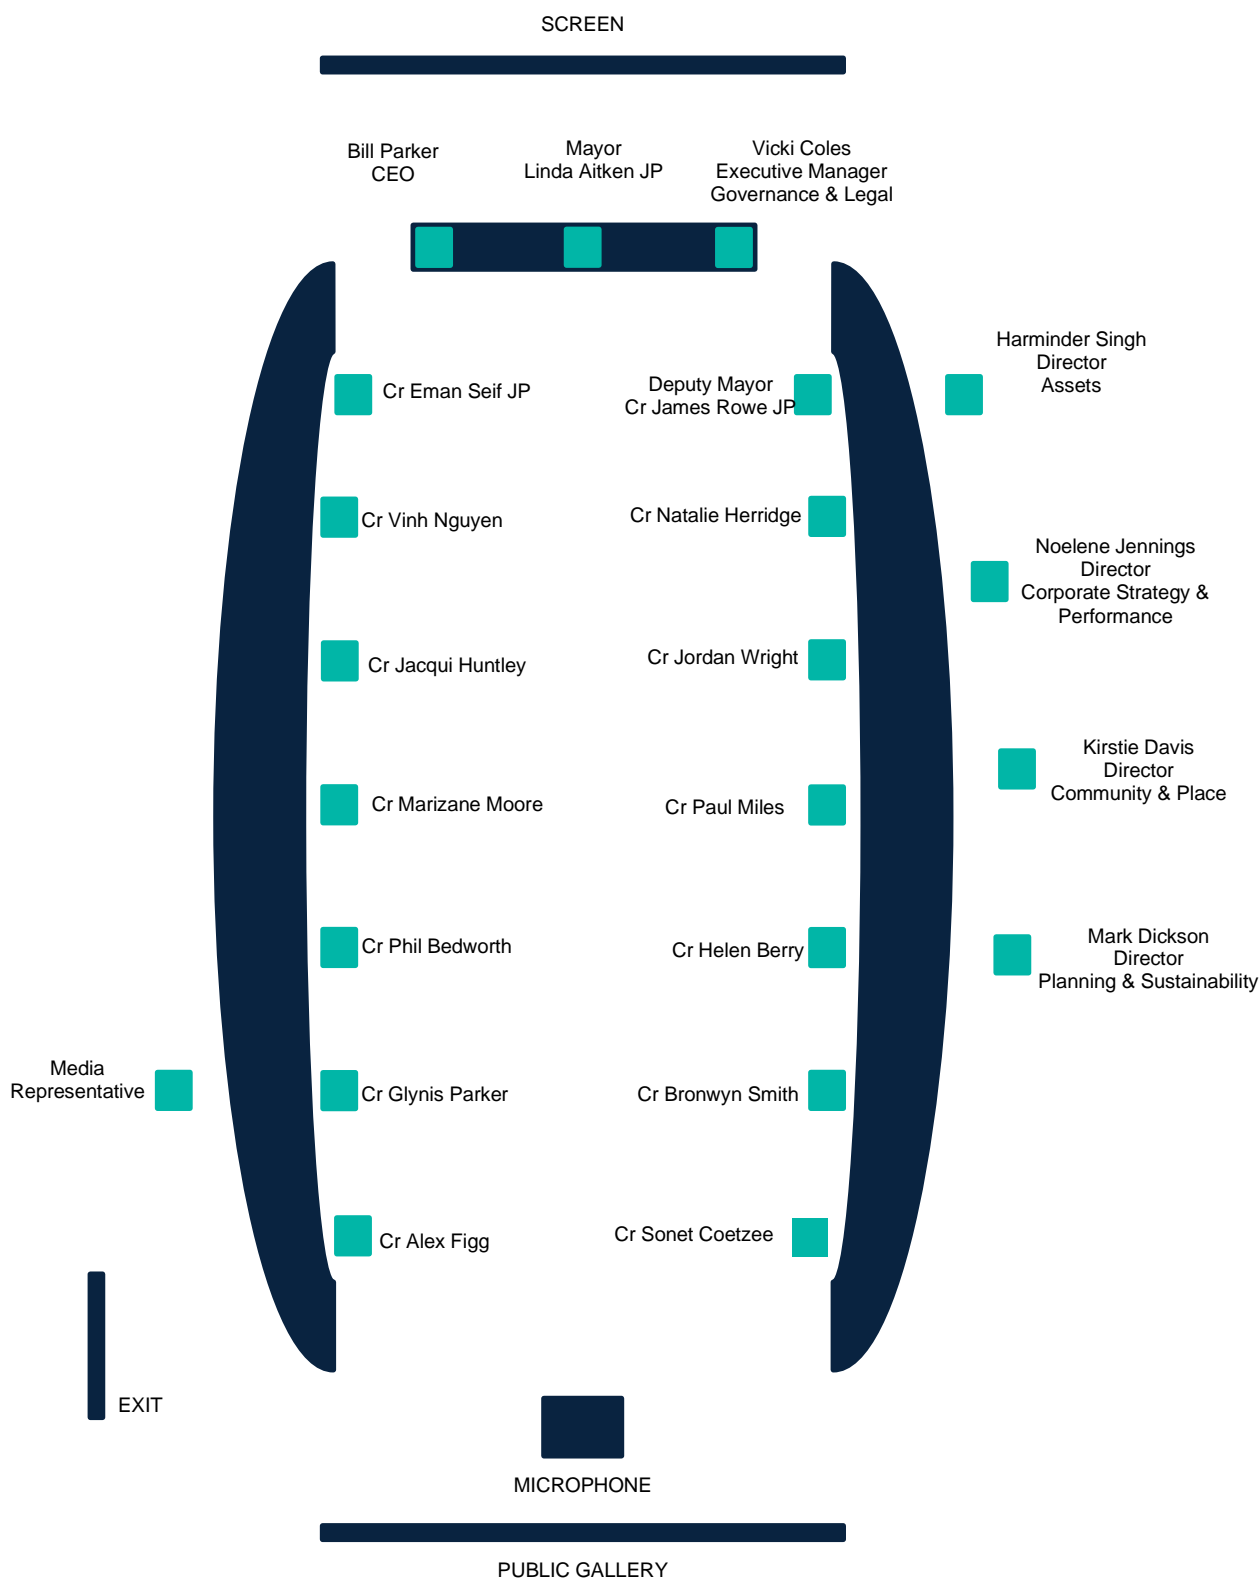 SCREEN
Bill Parker
CEO
Mayor
Linda Aitken JP
Vicki Coles
Executive Manager
Governance & Legal
Harminder Singh
Director
Assets
Cr Eman Seif JP
Deputy Mayor
Cr James Rowe JP
Cr Vinh Nguyen
Cr Natalie Herridge
Noelene Jennings
Director
Corporate Strategy &
Performance
Cr Jacqui Huntley
Cr Jordan Wright
Kirstie Davis
Director
Community & Place
Cr Marizane Moore
Cr Paul Miles
Cr Phil Bedworth
Cr Helen Berry
Mark Dickson
Director
Planning & Sustainability
Media
Representative
Cr Glynis Parker
Cr Bronwyn Smith
Cr Alex Figg
Cr Sonet Coetzee
EXIT
MICROPHONE
PUBLIC GALLERY